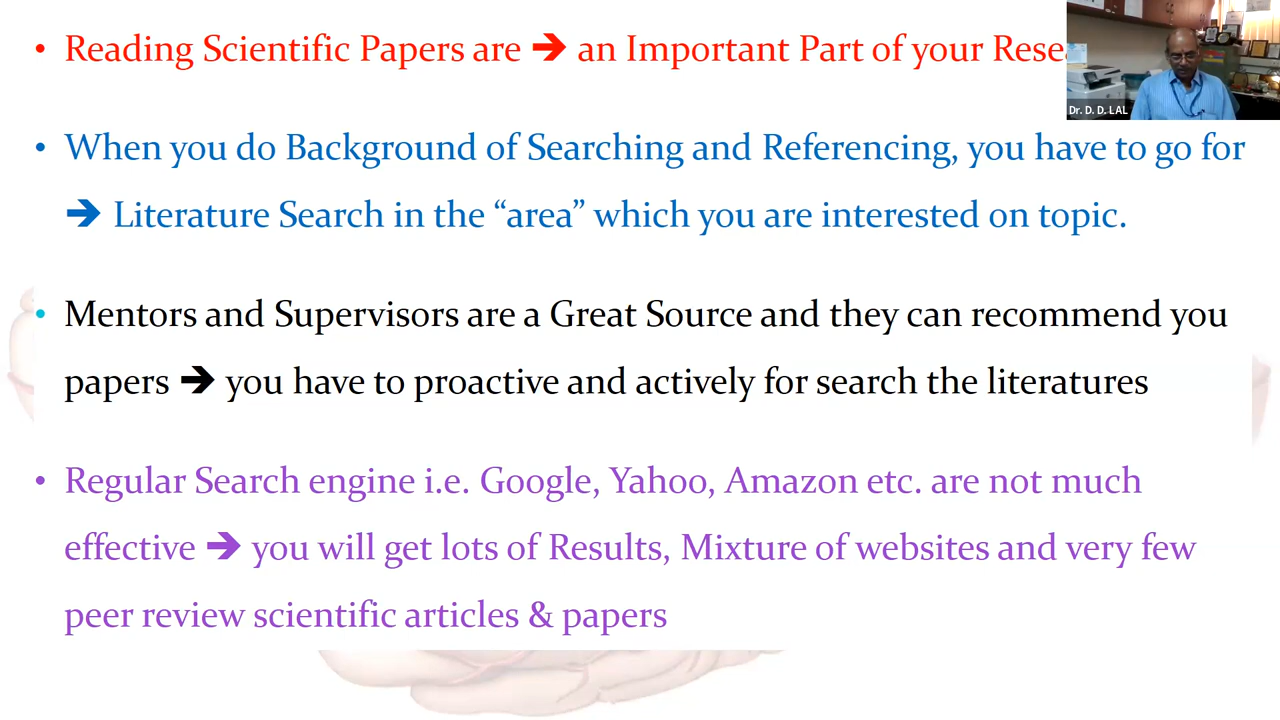 • Reading Scientific Papers are ➔ an Important Part of your
Dr. D. D. LAL
• When you do Background of Searching and Referencing, you have to go for
➔ Literature Search in the “area” which you are interested on topic.
• Mentors and Supervisors are a Great Source and they can recommend you
papers ➔ you have to proactive and actively for search the literatures
• Regular Search engine i.e. Google, Yahoo, Amazon etc. are not much
effective ➔ you will get lots of Results, Mixture of websites and very few
peer review scientific articles & papers